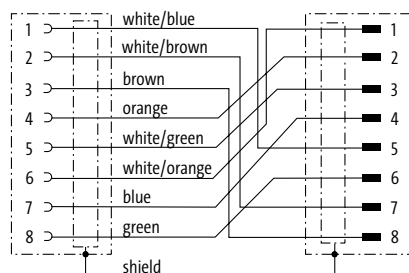 1 white/blue 1
2 white/brown 2
3 brown 3
4 orange 4
5 white/green 5
6 white/orange 6
7 blue 7
8 green 8
shield